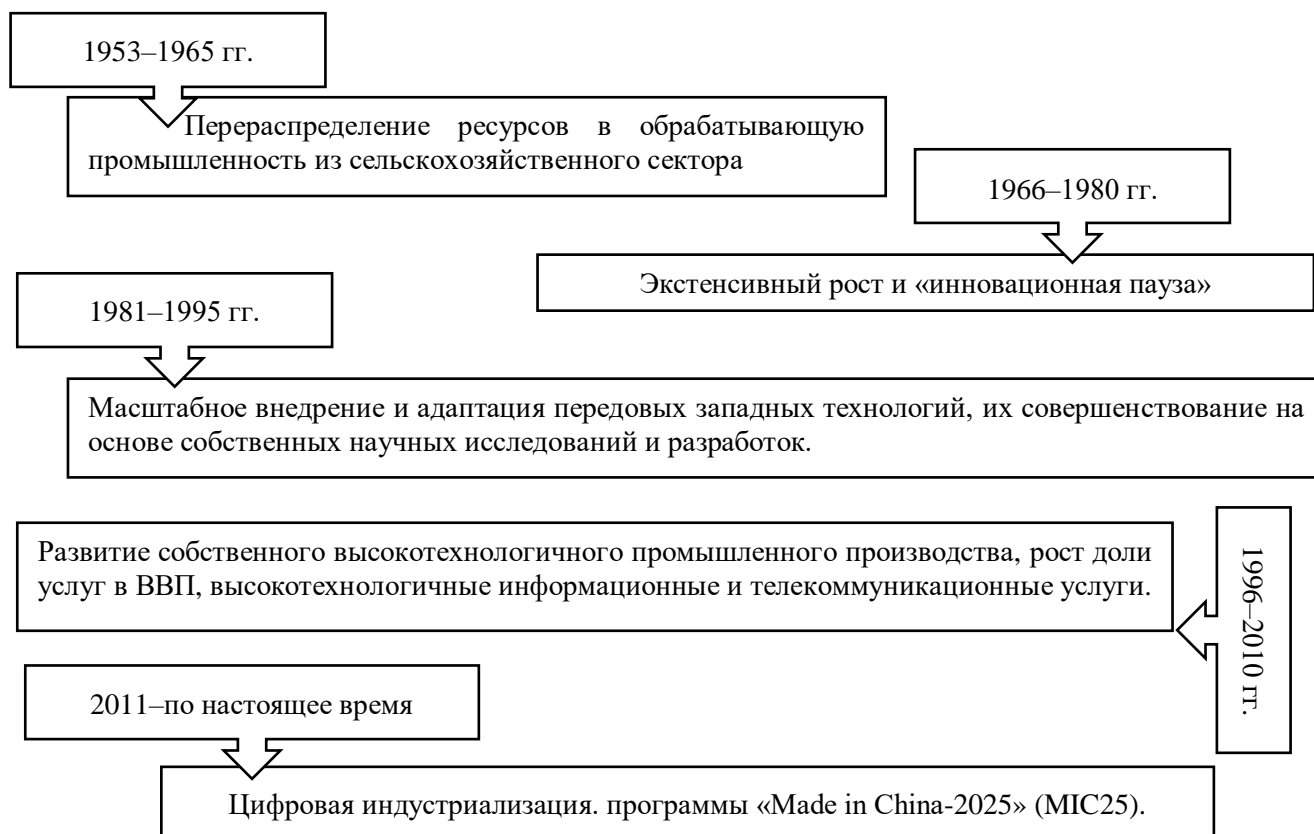 1953–1965 гг.
Перераспределение ресурсов в обрабатывающую
промышленность из сельскохозяйственного сектора
1966–1980 гг.
Экстенсивный рост и «инновационная пауза»
1981–1995 гг.
Масштабное внедрение и адаптация передовых западных технологий, их совершенствование на
основе собственных научных исследований и разработок.
1996–2010 гг.
Развитие собственного высокотехнологичного промышленного производства, рост доли
услуг в ВВП, высокотехнологичные информационные и телекоммуникационные услуги.
2011–по настоящее время
Цифровая индустриализация. программы «Made in China-2025» (MIC25).